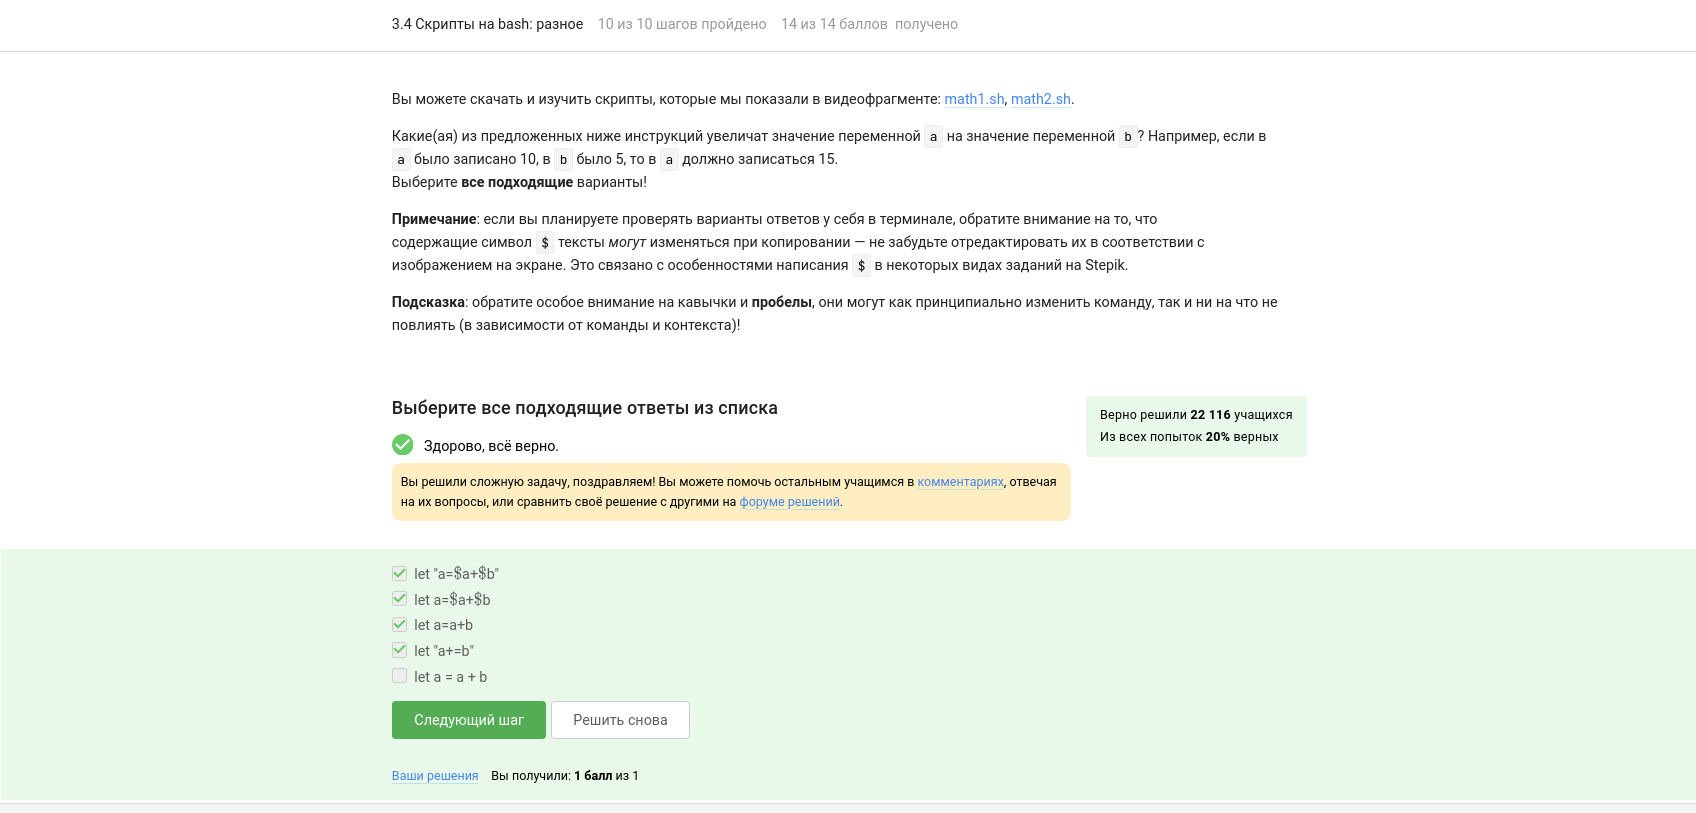 3.4 Скрипты на bash: разное 10 из 10 шагов пройдено 14 из 14 баллов получено
Вы можете скачать и изучить скрипты, которые мы показали в видеофрагменте: math1.sh, math2.sh.
Какие(ая) из предложенных ниже инструкций увеличат значение переменной a на значение переменной b? Например, если в
a было записано 10, в b было 5, то в a должно записаться 15.
Выберите все подходящие варианты!
Примечание: если вы планируете проверять варианты ответов у себя в терминале, обратите внимание на то, что
содержащие символ $ тексты могут изменяться при копировании — не забудьте отредактировать их в соответствии с
изображением на экране. Это связано с особенностями написания $ в некоторых видах заданий на Stepik.
Подсказка: обратите особое внимание на кавычки и пробелы, они могут как принципиально изменить команду, так и ни на что не
повлиять (в зависимости от команды и контекста)!
Выберите все подходящие ответы из списка
Верно решили 22 116 учащихся
Из всех попыток 20% верных
Здорово, всё верно.
Вы решили сложную задачу, поздравляем! Вы можете помочь остальным учащимся в комментариях, отвечая
на их вопросы, или сравнить своё решение с другими на форуме решений.
let "a=$a+$b"
let a=$a+$b
let a=a+b
let "a+=b"
let a = a + b
Следующий шаг Решить снова
Ваши решения Вы получили: 1 балл из 1